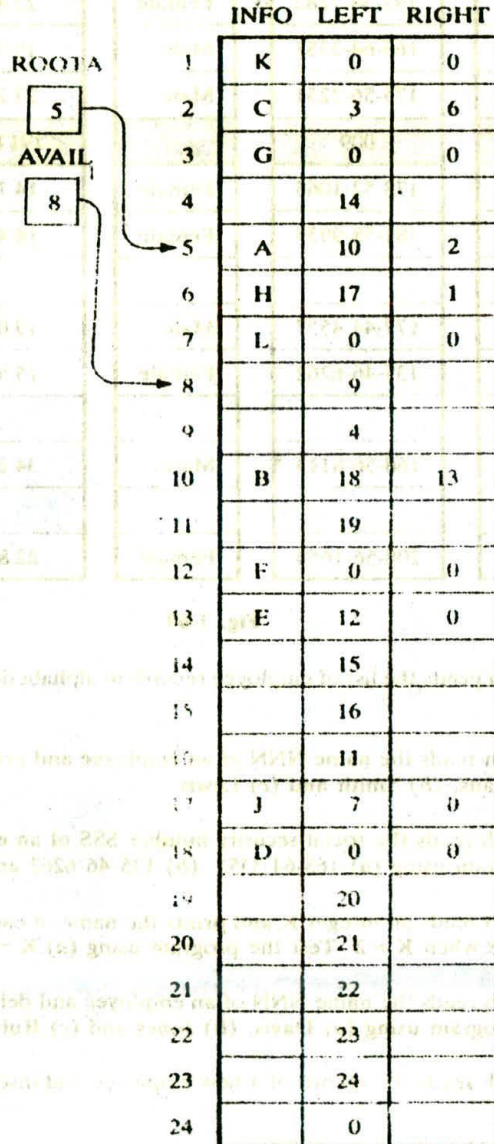 INFO LEFT RIGHT
ROOTA 1 K 0 0
5 2 C 3 6
AVAIL 3 G 0 0
8 4 14
5 A 10 2
6 H 17 1
7 L 0 0
8 9
9 4
10 B 18 13
11 19
12 F 0 0
13 E 12 0
14 15
15 16
11
17 J 7 0
18 D 0 0
19 20
20 21
21 22
22 23
23 24
24 0